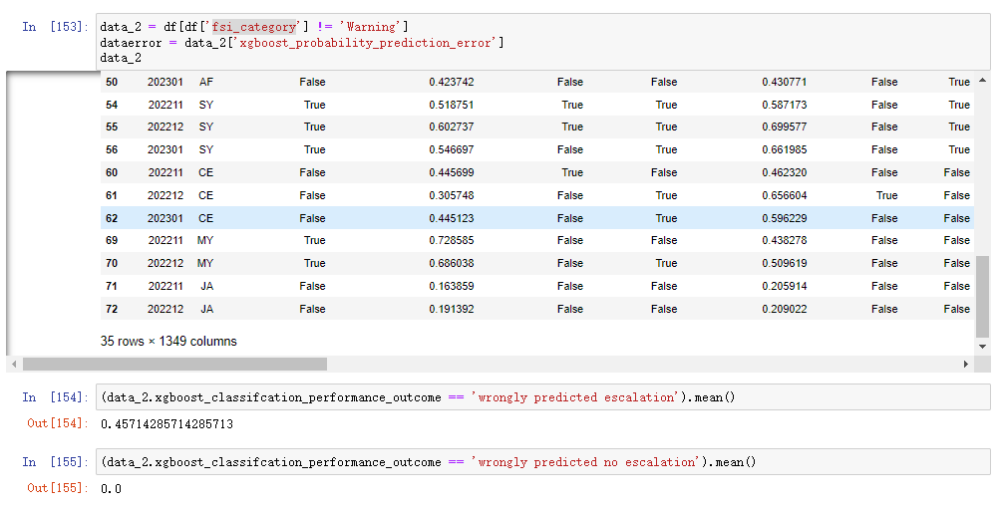 In [153]: data_2 = df[df['fsi_category'] != 'Warning']
dataerror = data_2['xgboost_probability_prediction_error']
data_2
50 202301 AF False 0.423742 False False 0.430771 False True
54 202211 SY True 0.518751 True True 0.587173 False True
55 202212 SY True 0.602737 True True 0.699577 False True
56 202301 SY True 0.546697 False True 0.661985 False True
60 202211 CE False 0.445699 True False 0.462320 False False
61 202212 CE False 0.305748 False True 0.656604 True False
62 202301 CE False 0.445123 False True 0.596229 False False
69 202211 MY True 0.728585 False False 0.438278 False False
70 202212 MY True 0.686038 False True 0.509619 False False
71 202211 JA False 0.163859 False False 0.205914 False False
72 202212 JA False 0.191392 False False 0.209022 False False
35 rows × 1349 columns
In [154]: (data_2.xgboost_classifcation_performance_outcome == 'wrongly predicted escalation').mean()
Out[154]: 0.45714285714285713
In [155]: (data_2.xgboost_classifcation_performance_outcome == 'wrongly predicted no escalation').mean()
Out[155]: 0.0